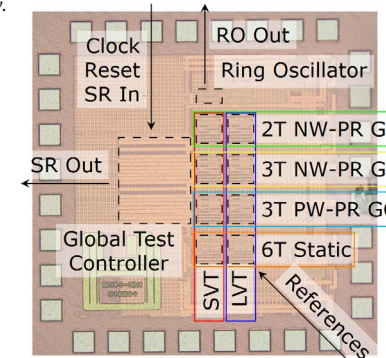 Clock
Reset
SR In
RO Out
Ring Oscillator
2T NW-PR G
3T NW-PR G
SR Out
3T PW-PR GC
Global Test
Controller
6T Static
SVT
LVT
References